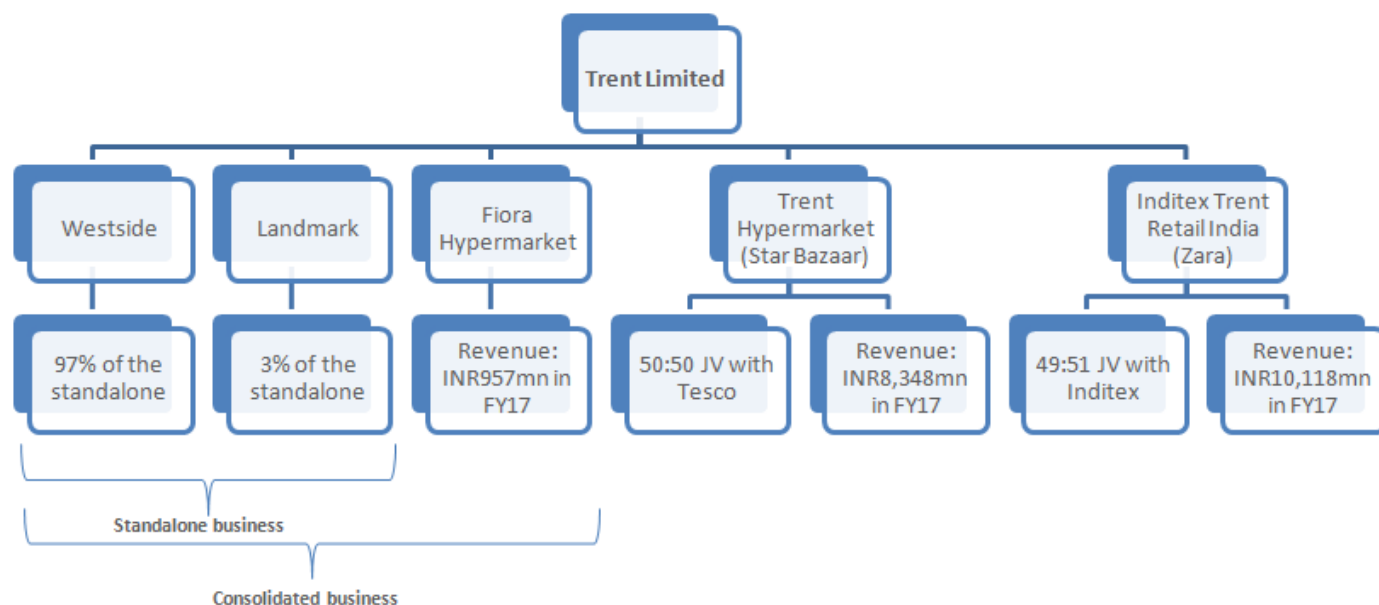 Trent Limited
Westside
Landmark
Fiora
Hypermarket
Trent
Hypermarket
(Star Bazaar)
Inditex Trent
Retail India
(Zara)
97% of the
standalone
3% of the
standalone
Revenue:
INR957mn in
FY17
50:50 JV with
Tesco
Revenue:
INR8,348mn
in FY17
49:51 JV with
Inditex
Revenue:
INR10,118mn
in FY17
Standalone business
Consolidated business